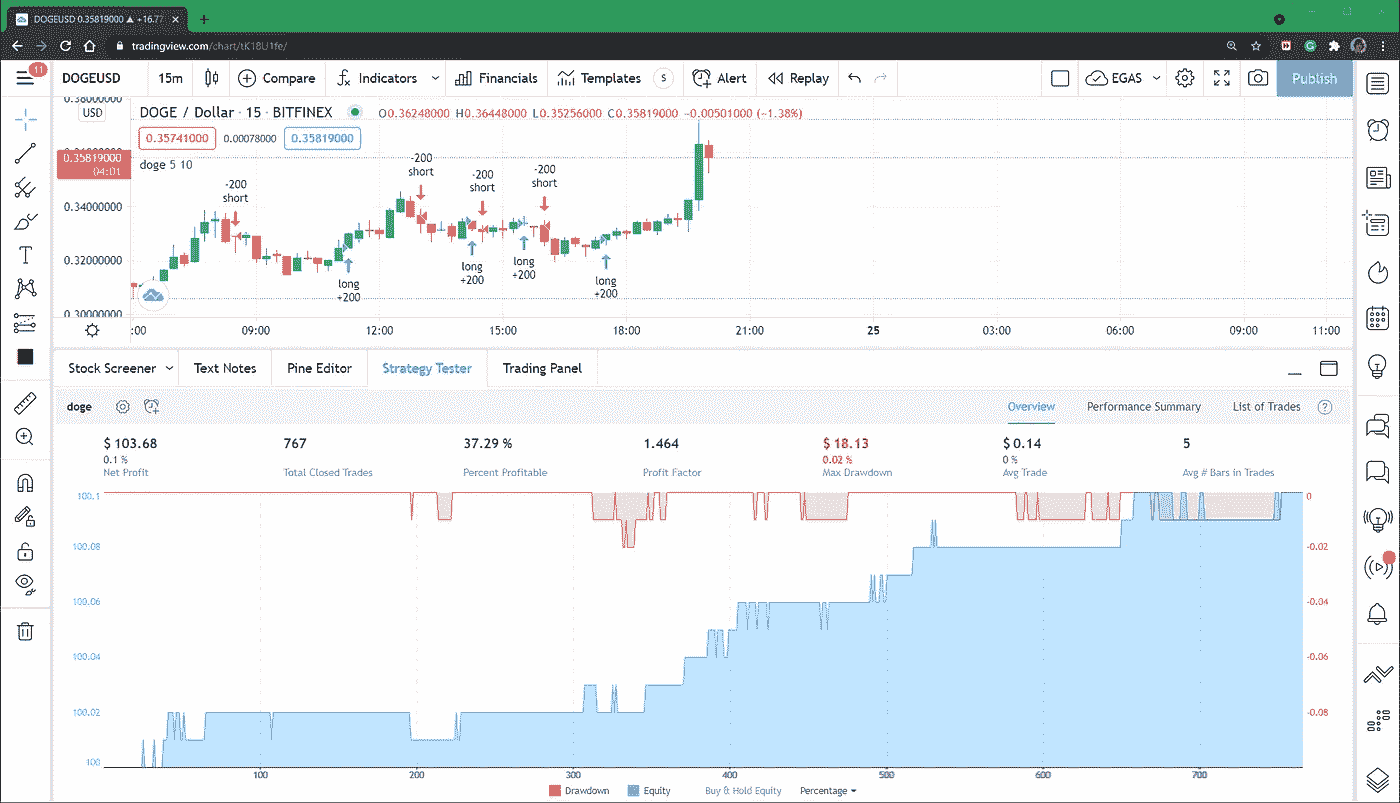 DOGEUSD 0.35819000 ▲ +16.77
tradingview.com/chart/tK18U1fe/
11
DOGEUSD 15m Compare Indicators Financials Templates S Alert Replay EGAS Publish
0.38000000
USD
DOGE / Dollar · 15 · BITFINEX O0.36248000 H0.36448000 L0.35256000 C0.35819000 −0.00501000 (−1.38%)
0.35741000 0.00078000 0.35819000
0.35819000
doge 5 10
-200
short
-200
short
-200
short
-200
short
0.34000000
0.32000000
0.30000000
long
+200
long
+200
long
+200
long
+200
:00 09:00 12:00 15:00 18:00 21:00 25 03:00 06:00 09:00 11:00
Stock Screener Text Notes Pine Editor Strategy Tester Trading Panel
doge Overview Performance Summary List of Trades ?
$ 103.68 767 37.29 % 1.464 $ 18.13 $ 0.14 5
0.1 % 0.02 % 0 %
Net Profit Total Closed Trades Percent Profitable Profit Factor Max Drawdown Avg Trade Avg # Bars in Trades
100.1 0
100.08 -0.02
100.06 -0.04
100.04 -0.06
100.02 -0.08
100
100 200 300 400 500 600 700
Drawdown Equity Buy & Hold Equity Percentage